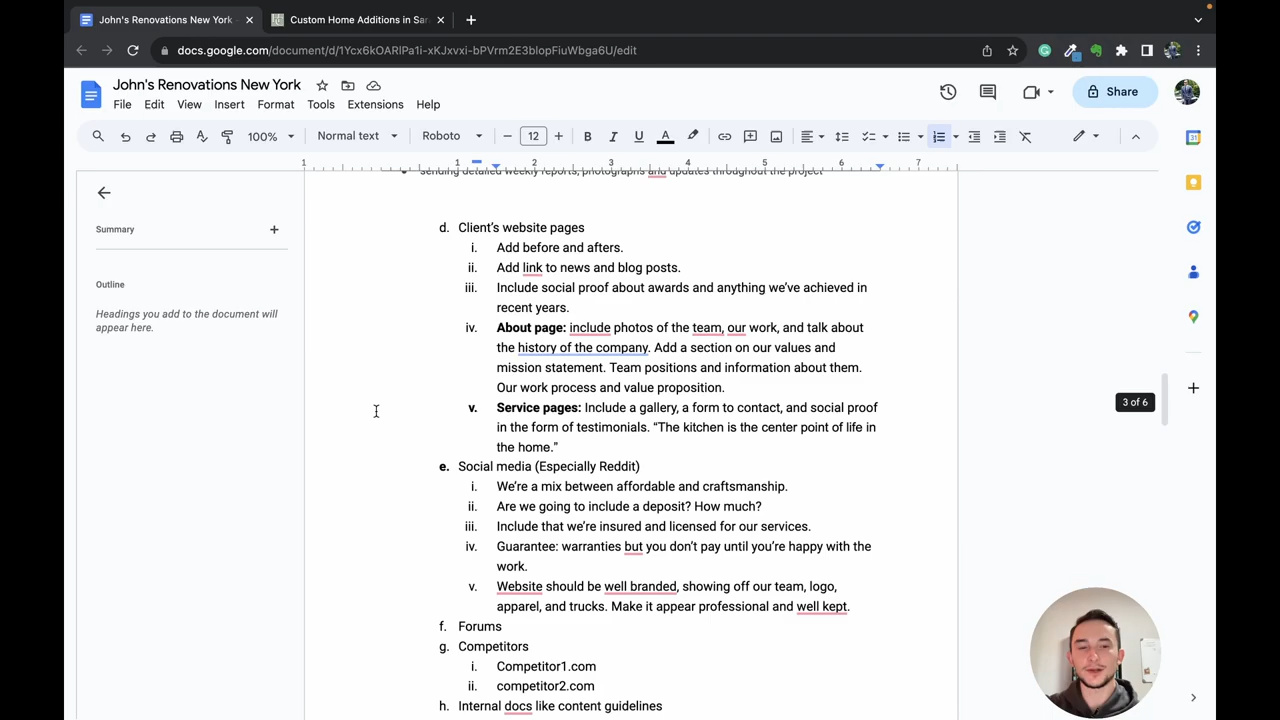 John's Renovations New York
Custom Home Additions in Sar
docs.google.com/document/d/1Ycx6kOARlPa1i-xKJxvxi-bPVrm2E3blopFiuWbga6U/edit
John's Renovations New York
Share
File Edit View Insert Format Tools Extensions Help
100% Normal text Roboto 12 B I U A
1 1 2 3 4 5 6 7
sending detailed weekly reports, photographs and updates throughout the project
Summary
Outline
Headings you add to the document will
appear here.
d. Client’s website pages
i. Add before and afters.
ii. Add link to news and blog posts.
iii. Include social proof about awards and anything we’ve achieved in
recent years.
iv. About page: include photos of the team, our work, and talk about
the history of the company. Add a section on our values and
mission statement. Team positions and information about them.
Our work process and value proposition.
v. Service pages: Include a gallery, a form to contact, and social proof
in the form of testimonials. “The kitchen is the center point of life in
the home.”
e. Social media (Especially Reddit)
i. We’re a mix between affordable and craftsmanship.
ii. Are we going to include a deposit? How much?
iii. Include that we’re insured and licensed for our services.
iv. Guarantee: warranties but you don’t pay until you’re happy with the
work.
v. Website should be well branded, showing off our team, logo,
apparel, and trucks. Make it appear professional and well kept.
f. Forums
g. Competitors
i. Competitor1.com
ii. competitor2.com
h. Internal docs like content guidelines
3 of 6